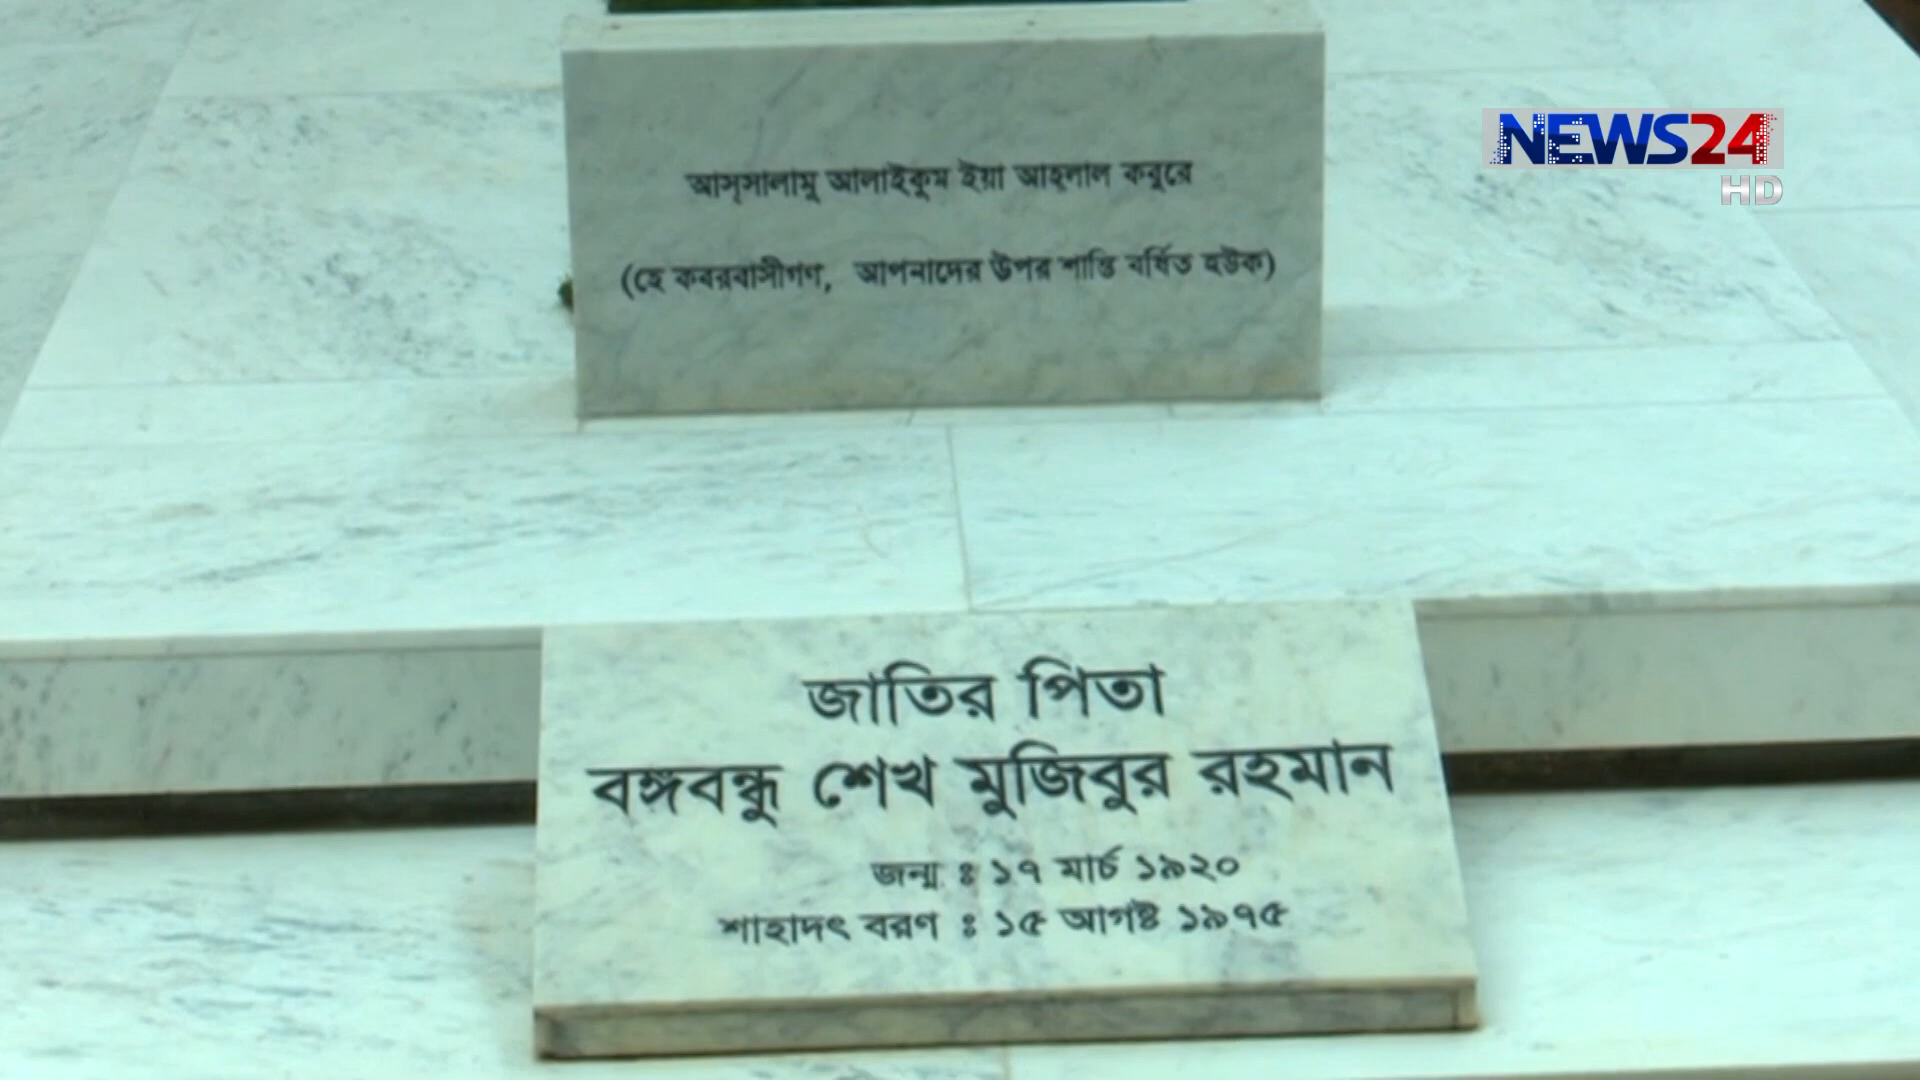 NEWS24
HD
আস্সালামু আলাইকুম ইয়া আহলাল কবুরে
(হে কবরবাসীগণ, আপনাদের উপর শান্তি বর্ষিত হউক)
জাতির পিতা
বঙ্গবন্ধু শেখ মুজিবুর রহমান
জন্ম : ১৭ মার্চ ১৯২০
শাহাদৎ বরণ : ১৫ আগষ্ট ১৯৭৫